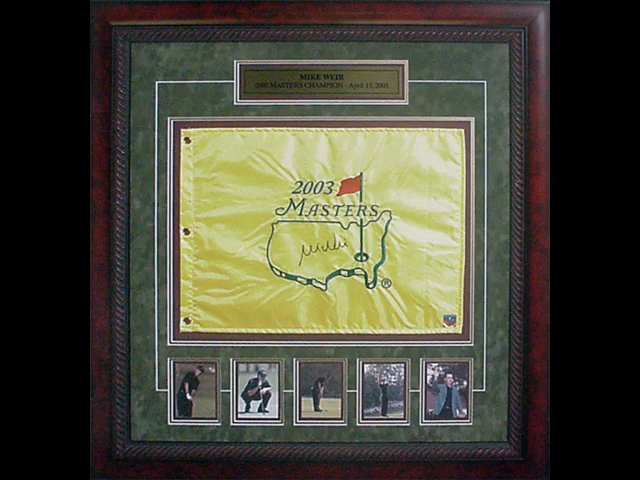 MIKE WEIR
2003 MASTERS CHAMPION - April 13, 2003
2003
MASTERS
®